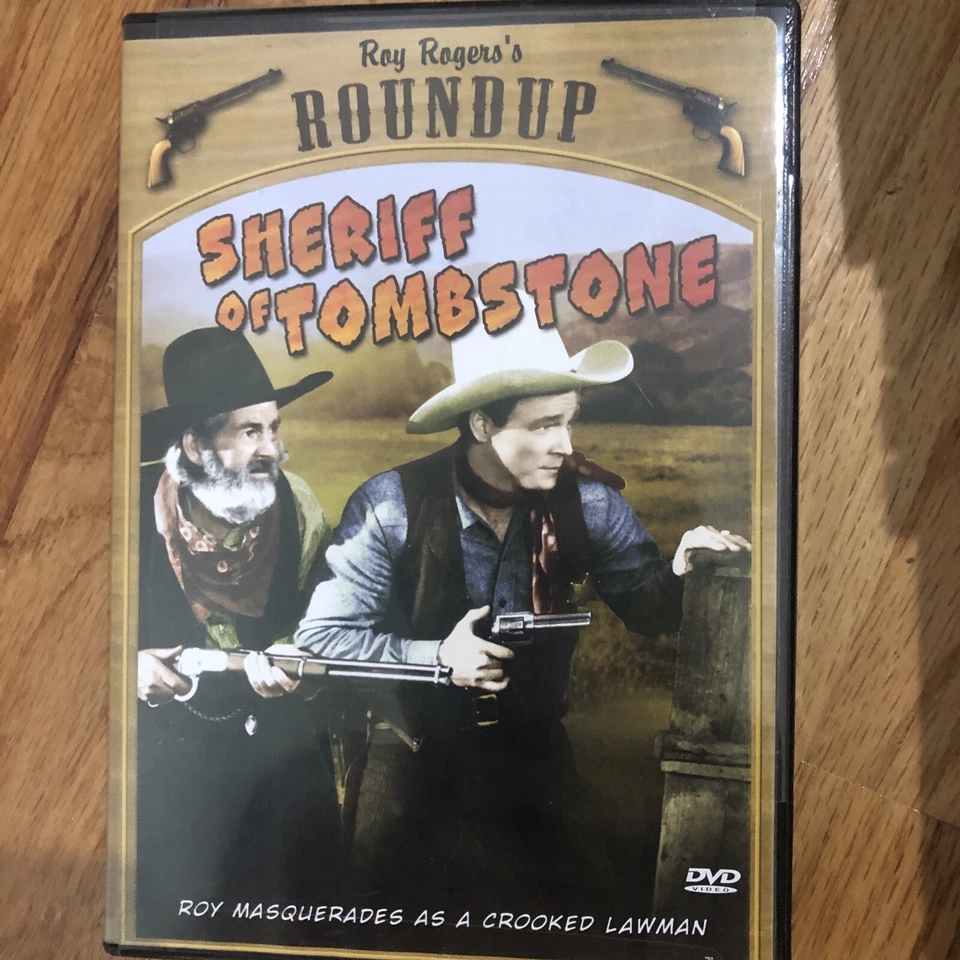 Roy Rogers's
ROUNDUP
SHERIFF
OF TOMBSTONE
DVD
VIDEO
ROY MASQUERADES AS A CROOKED LAWMAN